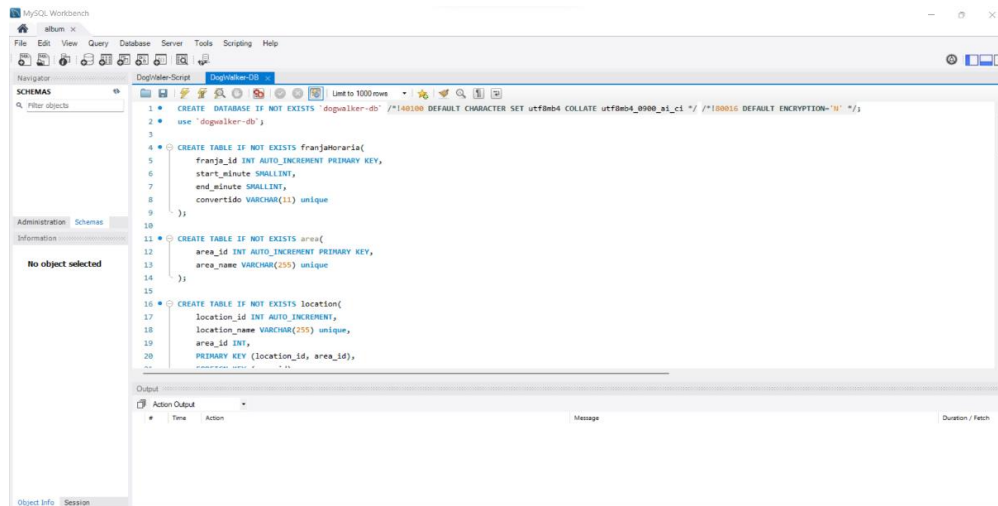 MySQL Workbench
album ×
File Edit View Query Database Server Tools Scripting Help
Navigator
SCHEMAS
Filter objects
Administration Schemas
Information
No object selected
Object Info Session
DogWaler-Script DogWalker-DB ×
Limit to 1000 rows
1 CREATE DATABASE IF NOT EXISTS `dogwalker-db` /*!40100 DEFAULT CHARACTER SET utf8mb4 COLLATE utf8mb4_0900_ai_ci */ /*!80016 DEFAULT ENCRYPTION='N' */;
2 use `dogwalker-db`;
3
4 CREATE TABLE IF NOT EXISTS franjaHoraria(
5 franja_id INT AUTO_INCREMENT PRIMARY KEY,
6 start_minute SMALLINT,
7 end_minute SMALLINT,
8 convertido VARCHAR(11) unique
9 );
10
11 CREATE TABLE IF NOT EXISTS area(
12 area_id INT AUTO_INCREMENT PRIMARY KEY,
13 area_name VARCHAR(255) unique
14 );
15
16 CREATE TABLE IF NOT EXISTS location(
17 location_id INT AUTO_INCREMENT,
18 location_name VARCHAR(255) unique,
19 area_id INT,
20 PRIMARY KEY (location_id, area_id),
Output
Action Output
# Time Action Message Duration / Fetch